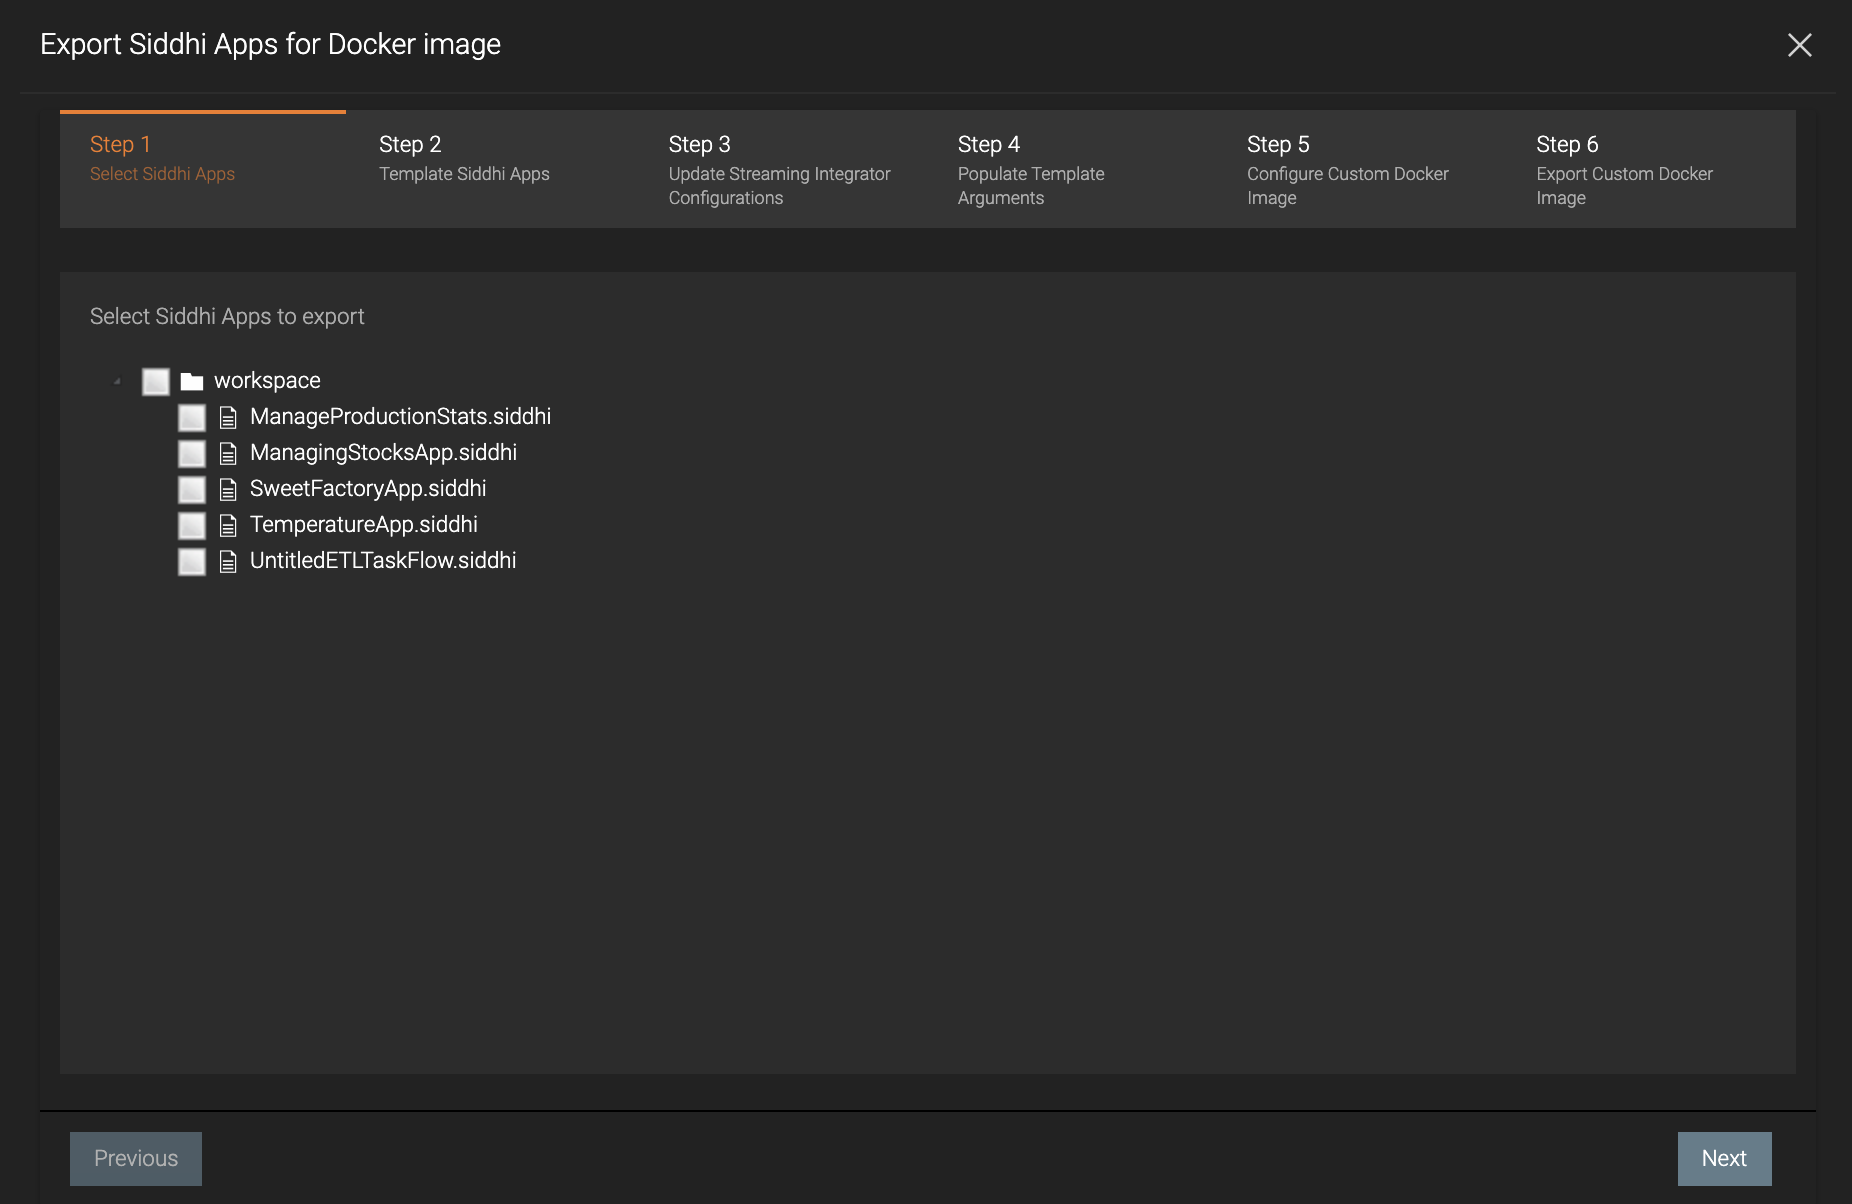 Export Siddhi Apps for Docker image
Step 1
Select Siddhi Apps
Step 2
Template Siddhi Apps
Step 3
Update Streaming Integrator
Configurations
Step 4
Populate Template
Arguments
Step 5
Configure Custom Docker
Image
Step 6
Export Custom Docker
Image
Select Siddhi Apps to export
workspace
ManageProductionStats.siddhi
ManagingStocksApp.siddhi
SweetFactoryApp.siddhi
TemperatureApp.siddhi
UntitledETLTaskFlow.siddhi
Previous
Next